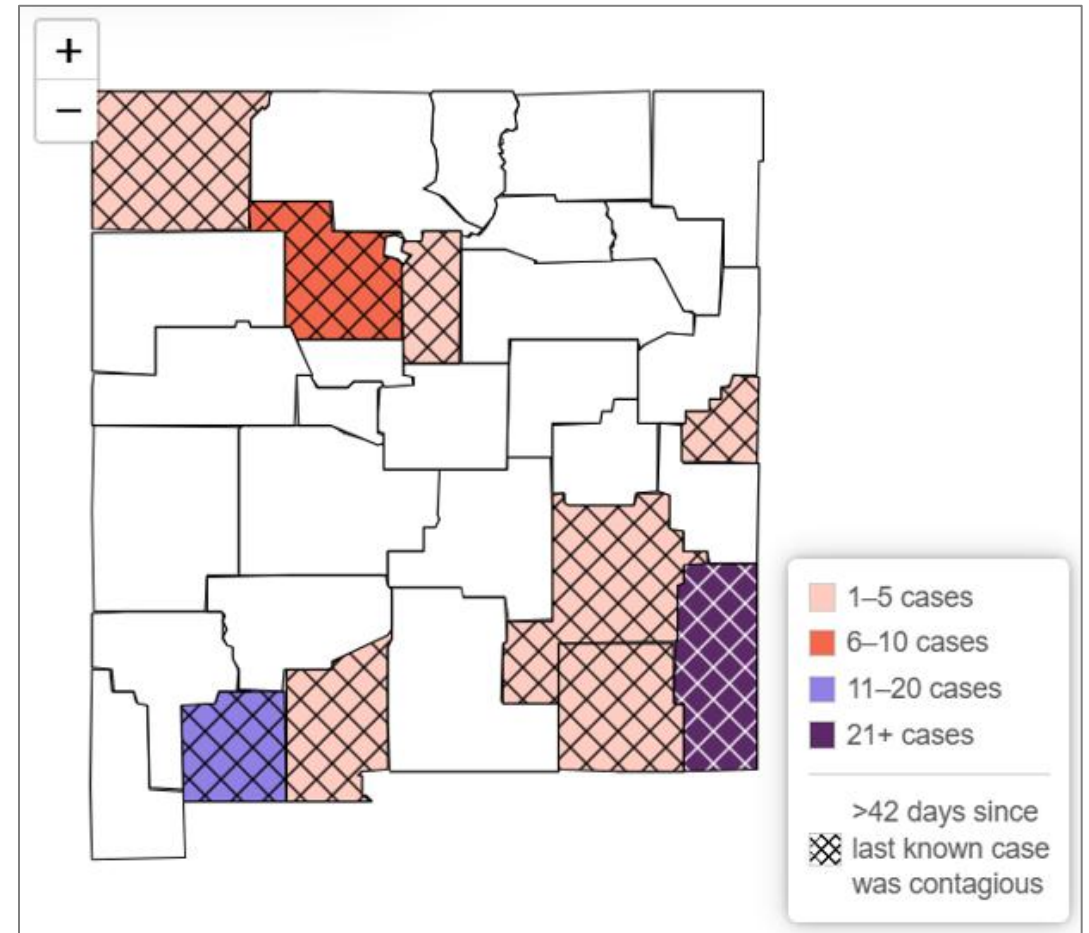 +
−
1–5 cases
6–10 cases
11–20 cases
21+ cases
>42 days since
last known case
was contagious